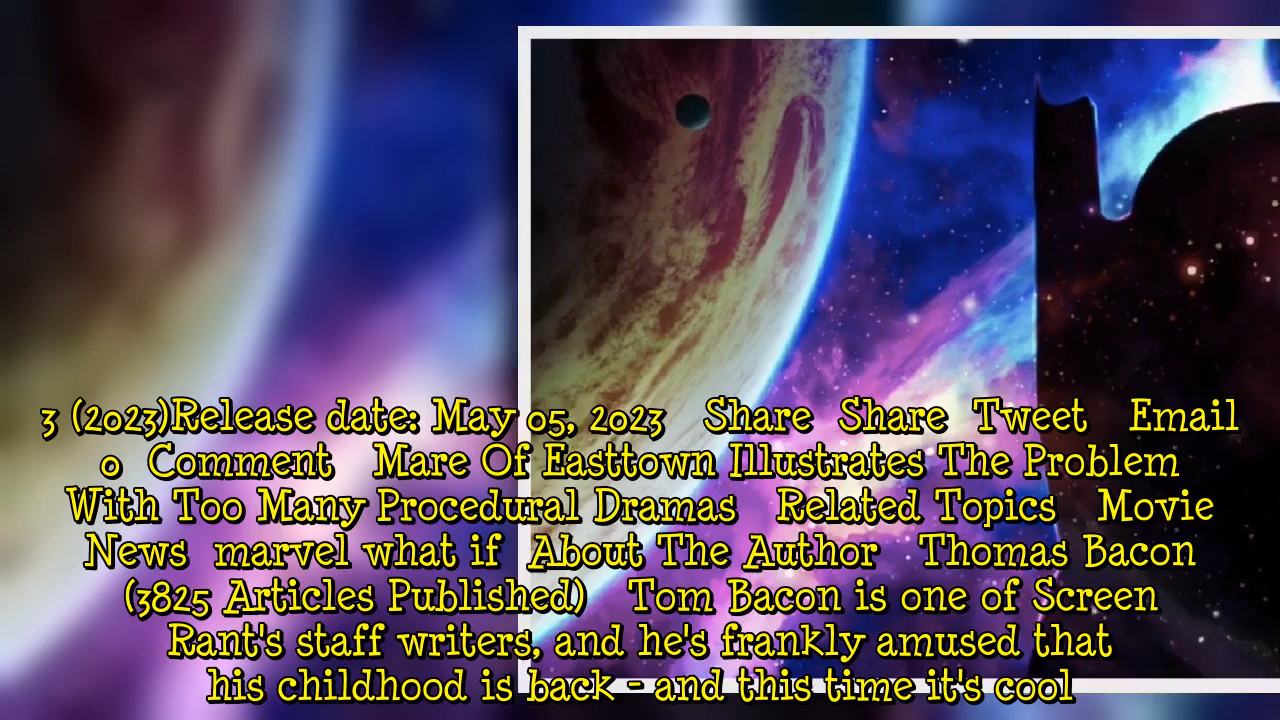 3 (2023)Release date: May 05, 2023 Share Share Tweet Email
0 Comment Mare Of Easttown Illustrates The Problem
With Too Many Procedural Dramas Related Topics Movie
News marvel what if About The Author Thomas Bacon
(3825 Articles Published) Tom Bacon is one of Screen
Rant's staff writers, and he's frankly amused that
his childhood is back - and this time it's cool